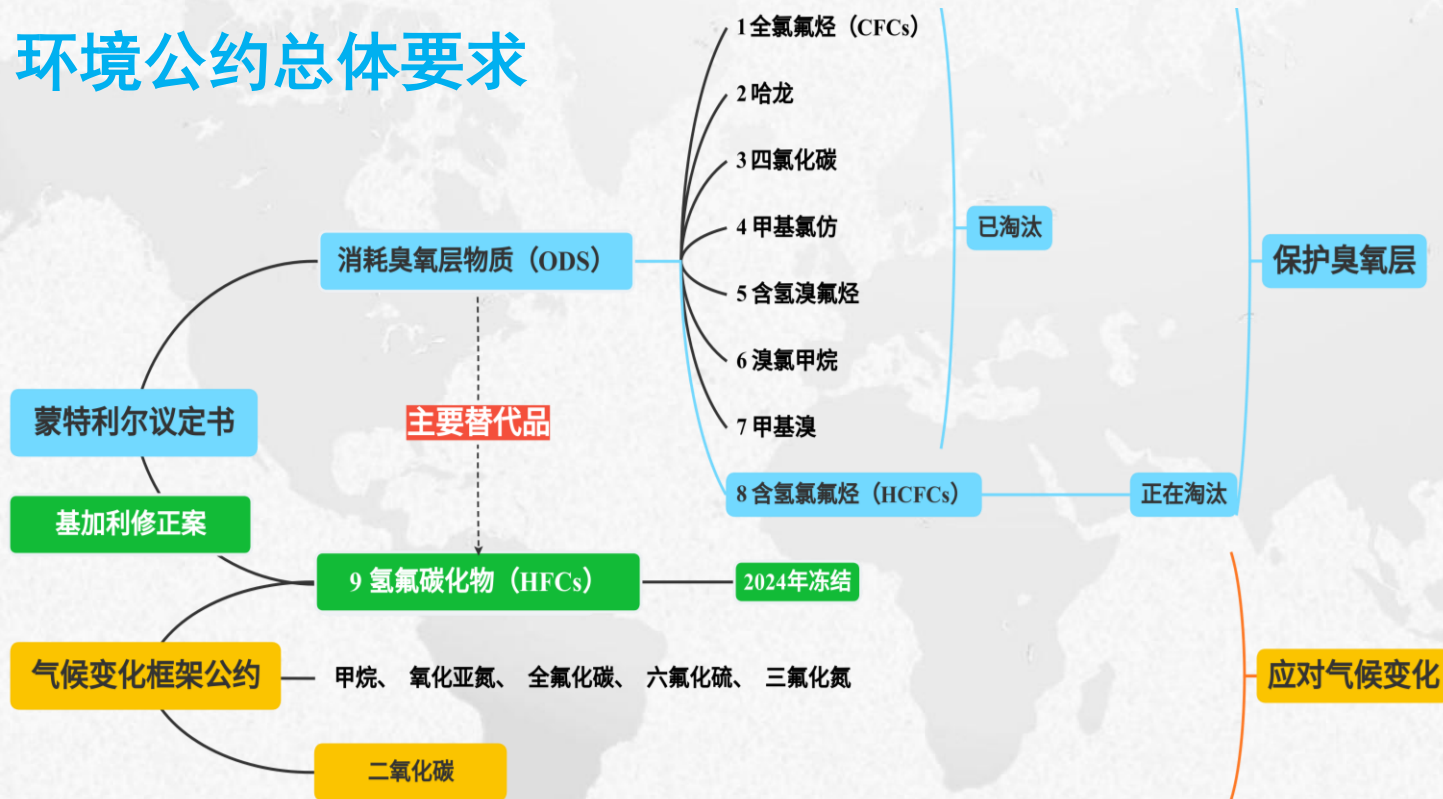 环境公约总体要求
1 全氯氟烃（CFCs）
2 哈龙
3 四氯化碳
4 甲基氯仿
5 含氢溴氟烃
6 溴氯甲烷
7 甲基溴
8 含氢氯氟烃（HCFCs）
已淘汰
正在淘汰
保护臭氧层
消耗臭氧层物质（ODS）
主要替代品
蒙特利尔议定书
基加利修正案
9 氢氟碳化物（HFCs）
2024年冻结
气候变化框架公约
甲烷、 氧化亚氮、 全氟化碳、 六氟化硫、 三氟化氮
二氧化碳
应对气候变化